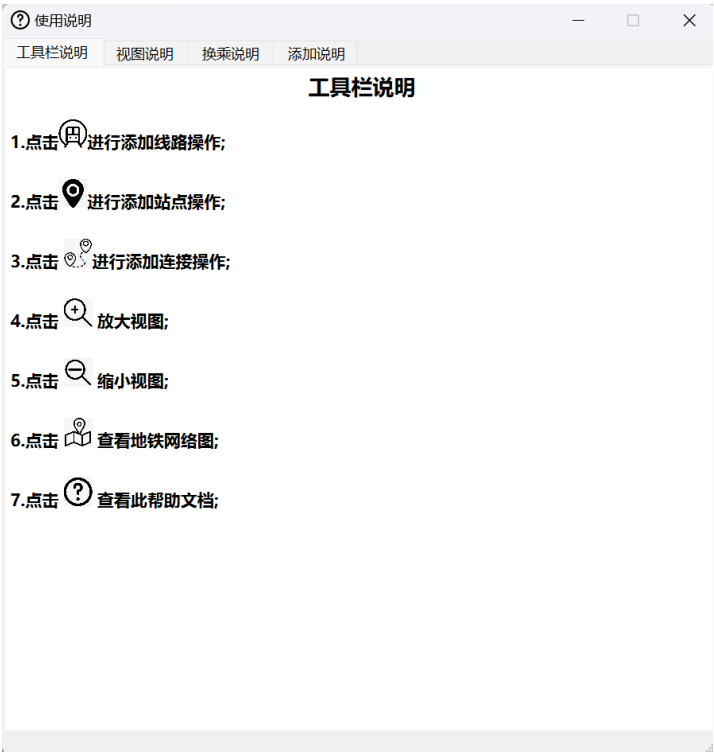 使用说明
工具栏说明 视图说明 换乘说明 添加说明
工具栏说明
1.点击进行添加线路操作;
2.点击进行添加站点操作;
3.点击 进行添加连接操作;
4.点击 放大视图;
5.点击 缩小视图;
6.点击 查看地铁网络图;
7.点击 查看此帮助文档;